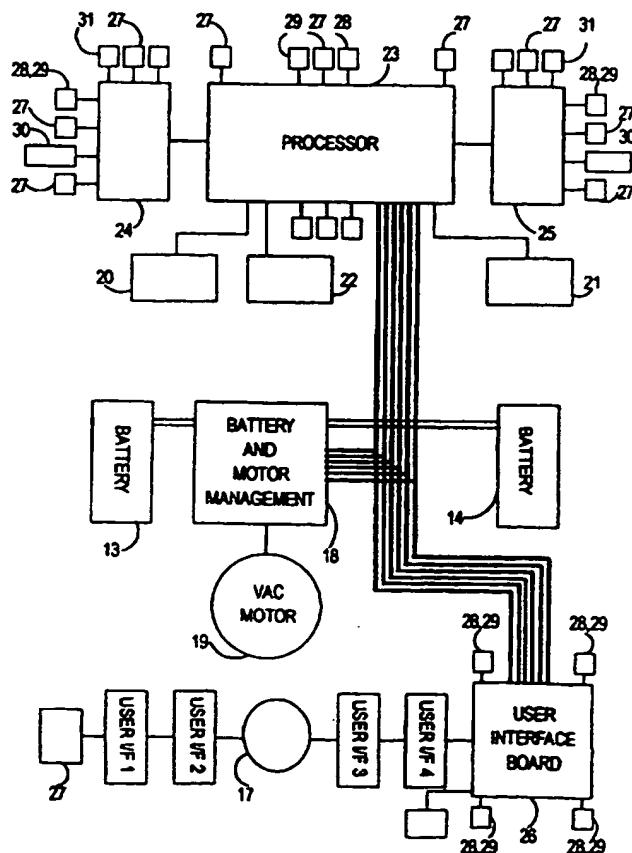 31 27 27 29 27 28 27 27 31
28,29 23 28,29
27 27
30 PROCESSOR 30
27 27
24 25
20 22 21
BATTERY
BATTERY AND MOTOR MANAGEMENT
BATTERY
13 18 14
VAC MOTOR
19
28,29 28,29
USER I/F 1
USER I/F 2
USER I/F 3
USER I/F 4
USER INTERFACE BOARD
27 17 26
28,29 28,29